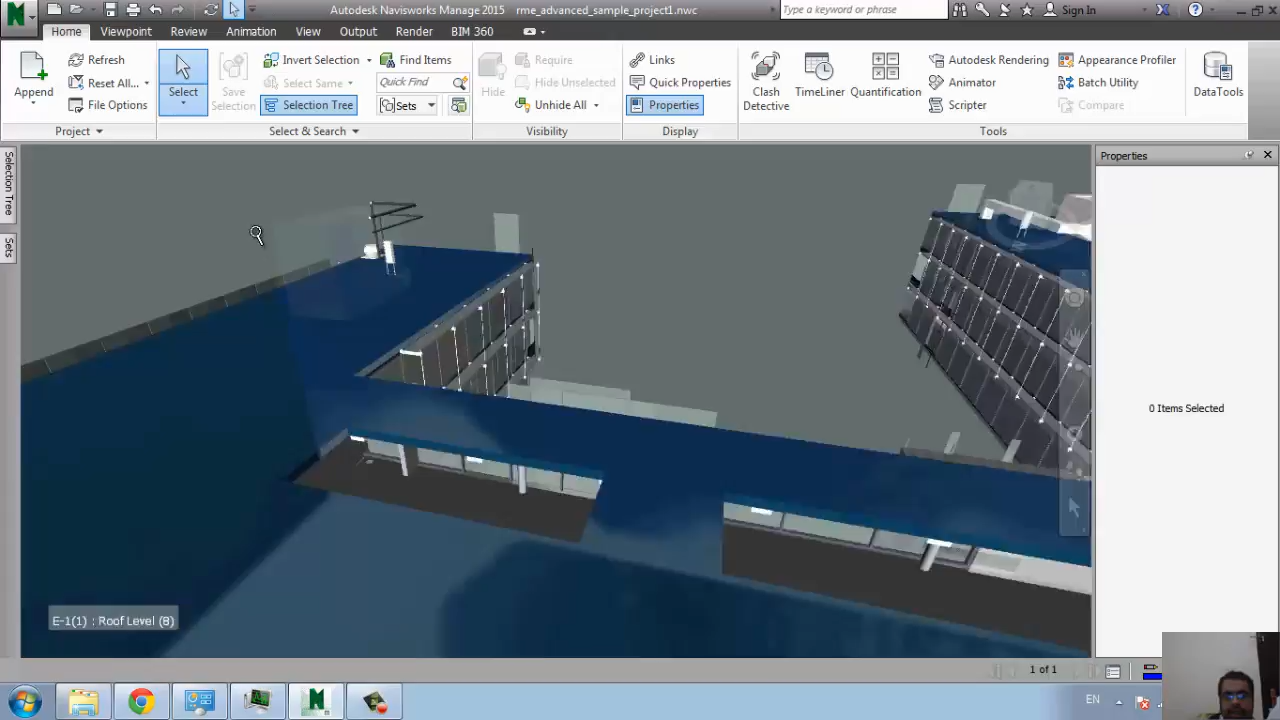 Autodesk Navisworks Manage 2015 rme_advanced_sample_project1.nwc
Type a keyword or phrase
Sign In
Home Viewpoint Review Animation View Output Render BIM 360
Append
Refresh
Reset All...
File Options
Project
Select
Save Selection
Invert Selection
Select Same
Selection Tree
Find Items
Quick Find
Sets
Select & Search
Hide
Require
Hide Unselected
Unhide All
Visibility
Links
Quick Properties
Properties
Display
Clash Detective
TimeLiner
Quantification
Autodesk Rendering
Animator
Scripter
Appearance Profiler
Batch Utility
Compare
Tools
DataTools
Selection Tree
Sets
Properties
0 Items Selected
E-1(1) : Roof Level (B)
1 of 1
EN